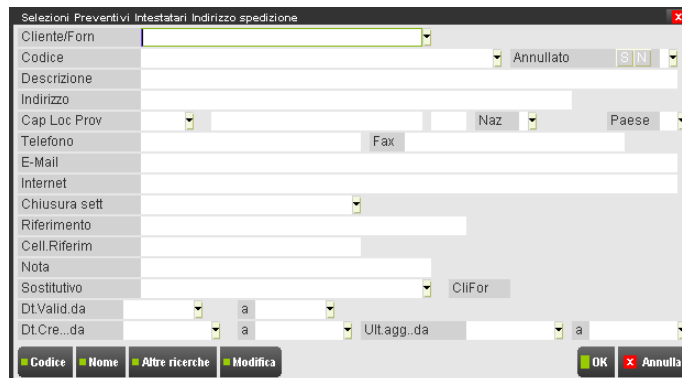 Selezioni Preventivi Intestatari Indirizzo spedizione
Cliente/Forn
Codice Annullato S N
Descrizione
Indirizzo
Cap Loc Prov Naz Paese
Telefono Fax
E-Mail
Internet
Chiusura sett
Riferimento
Cell.Riferim
Nota
Sostitutivo CliFor
Dt.Valid.da a
Dt.Cre...da a Ult.agg..da a
Codice Nome Altre ricerche Modifica OK X Annulla